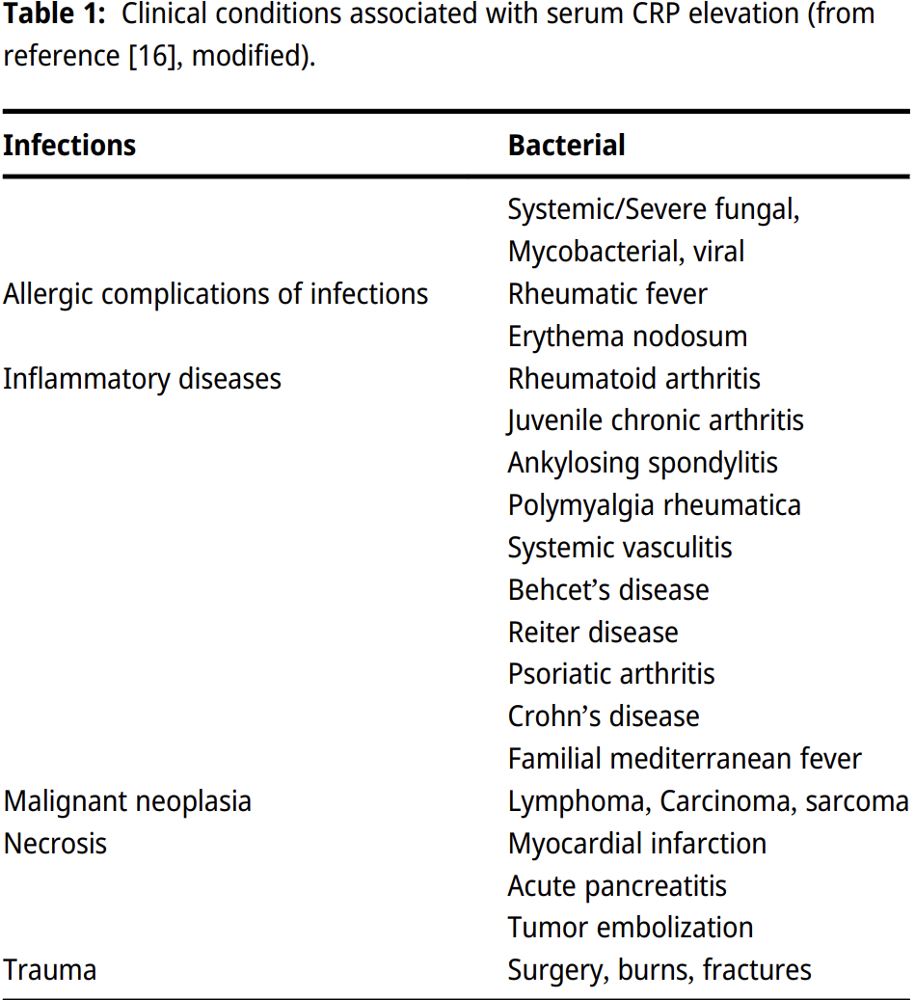 Table 1: Clinical conditions associated with serum CRP elevation (from
reference [16], modified).
Infections Bacterial
Systemic/Severe fungal,
Mycobacterial, viral
Allergic complications of infections Rheumatic fever
Erythema nodosum
Inflammatory diseases Rheumatoid arthritis
Juvenile chronic arthritis
Ankylosing spondylitis
Polymyalgia rheumatica
Systemic vasculitis
Behcet’s disease
Reiter disease
Psoriatic arthritis
Crohn’s disease
Familial mediterranean fever
Malignant neoplasia Lymphoma, Carcinoma, sarcoma
Necrosis Myocardial infarction
Acute pancreatitis
Tumor embolization
Trauma Surgery, burns, fractures